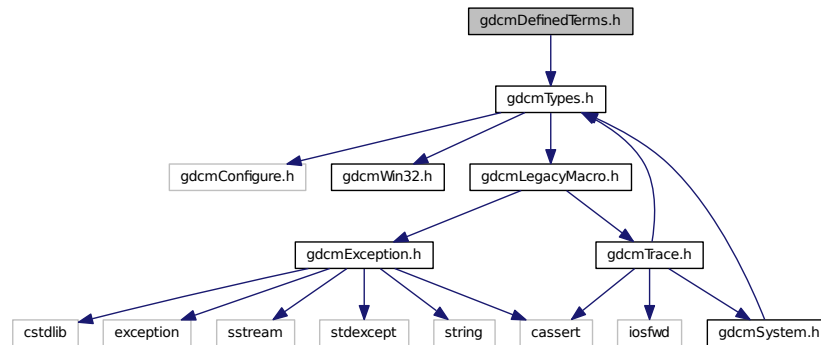 gdcmDefinedTerms.h
gdcmTypes.h
gdcmConfigure.h
gdcmWin32.h
gdcmLegacyMacro.h
gdcmException.h
gdcmTrace.h
cstdlib
exception
sstream
stdexcept
string
cassert
iosfwd
gdcmSystem.h